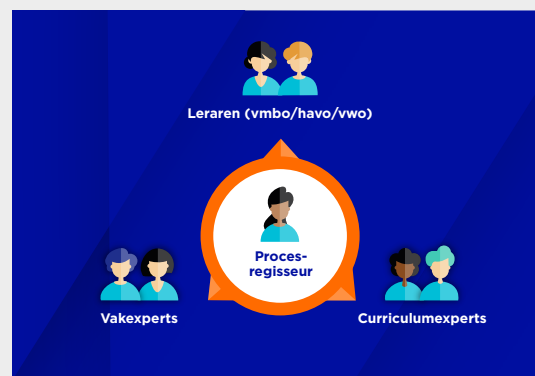 Leraren (vmbo/havo/vwo)
Proces-
regisseur
Vakexperts
Curriculumexperts